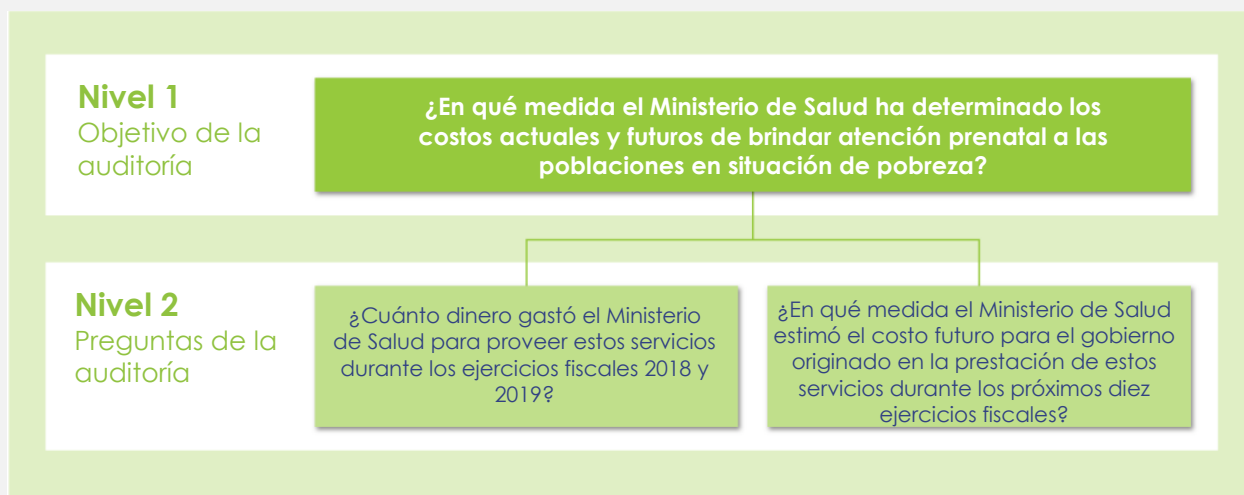 Nivel 1
Objetivo de la
auditoría
¿En qué medida el Ministerio de Salud ha determinado los
costos actuales y futuros de brindar atención prenatal a las
poblaciones en situación de pobreza?
Nivel 2
Preguntas de la
auditoría
¿Cuánto dinero gastó el Ministerio
de Salud para proveer estos servicios
durante los ejercicios fiscales 2018 y
2019?
¿En qué medida el Ministerio de Salud
estimó el costo futuro para el gobierno
originado en la prestación de estos
servicios durante los próximos diez
ejercicios fiscales?